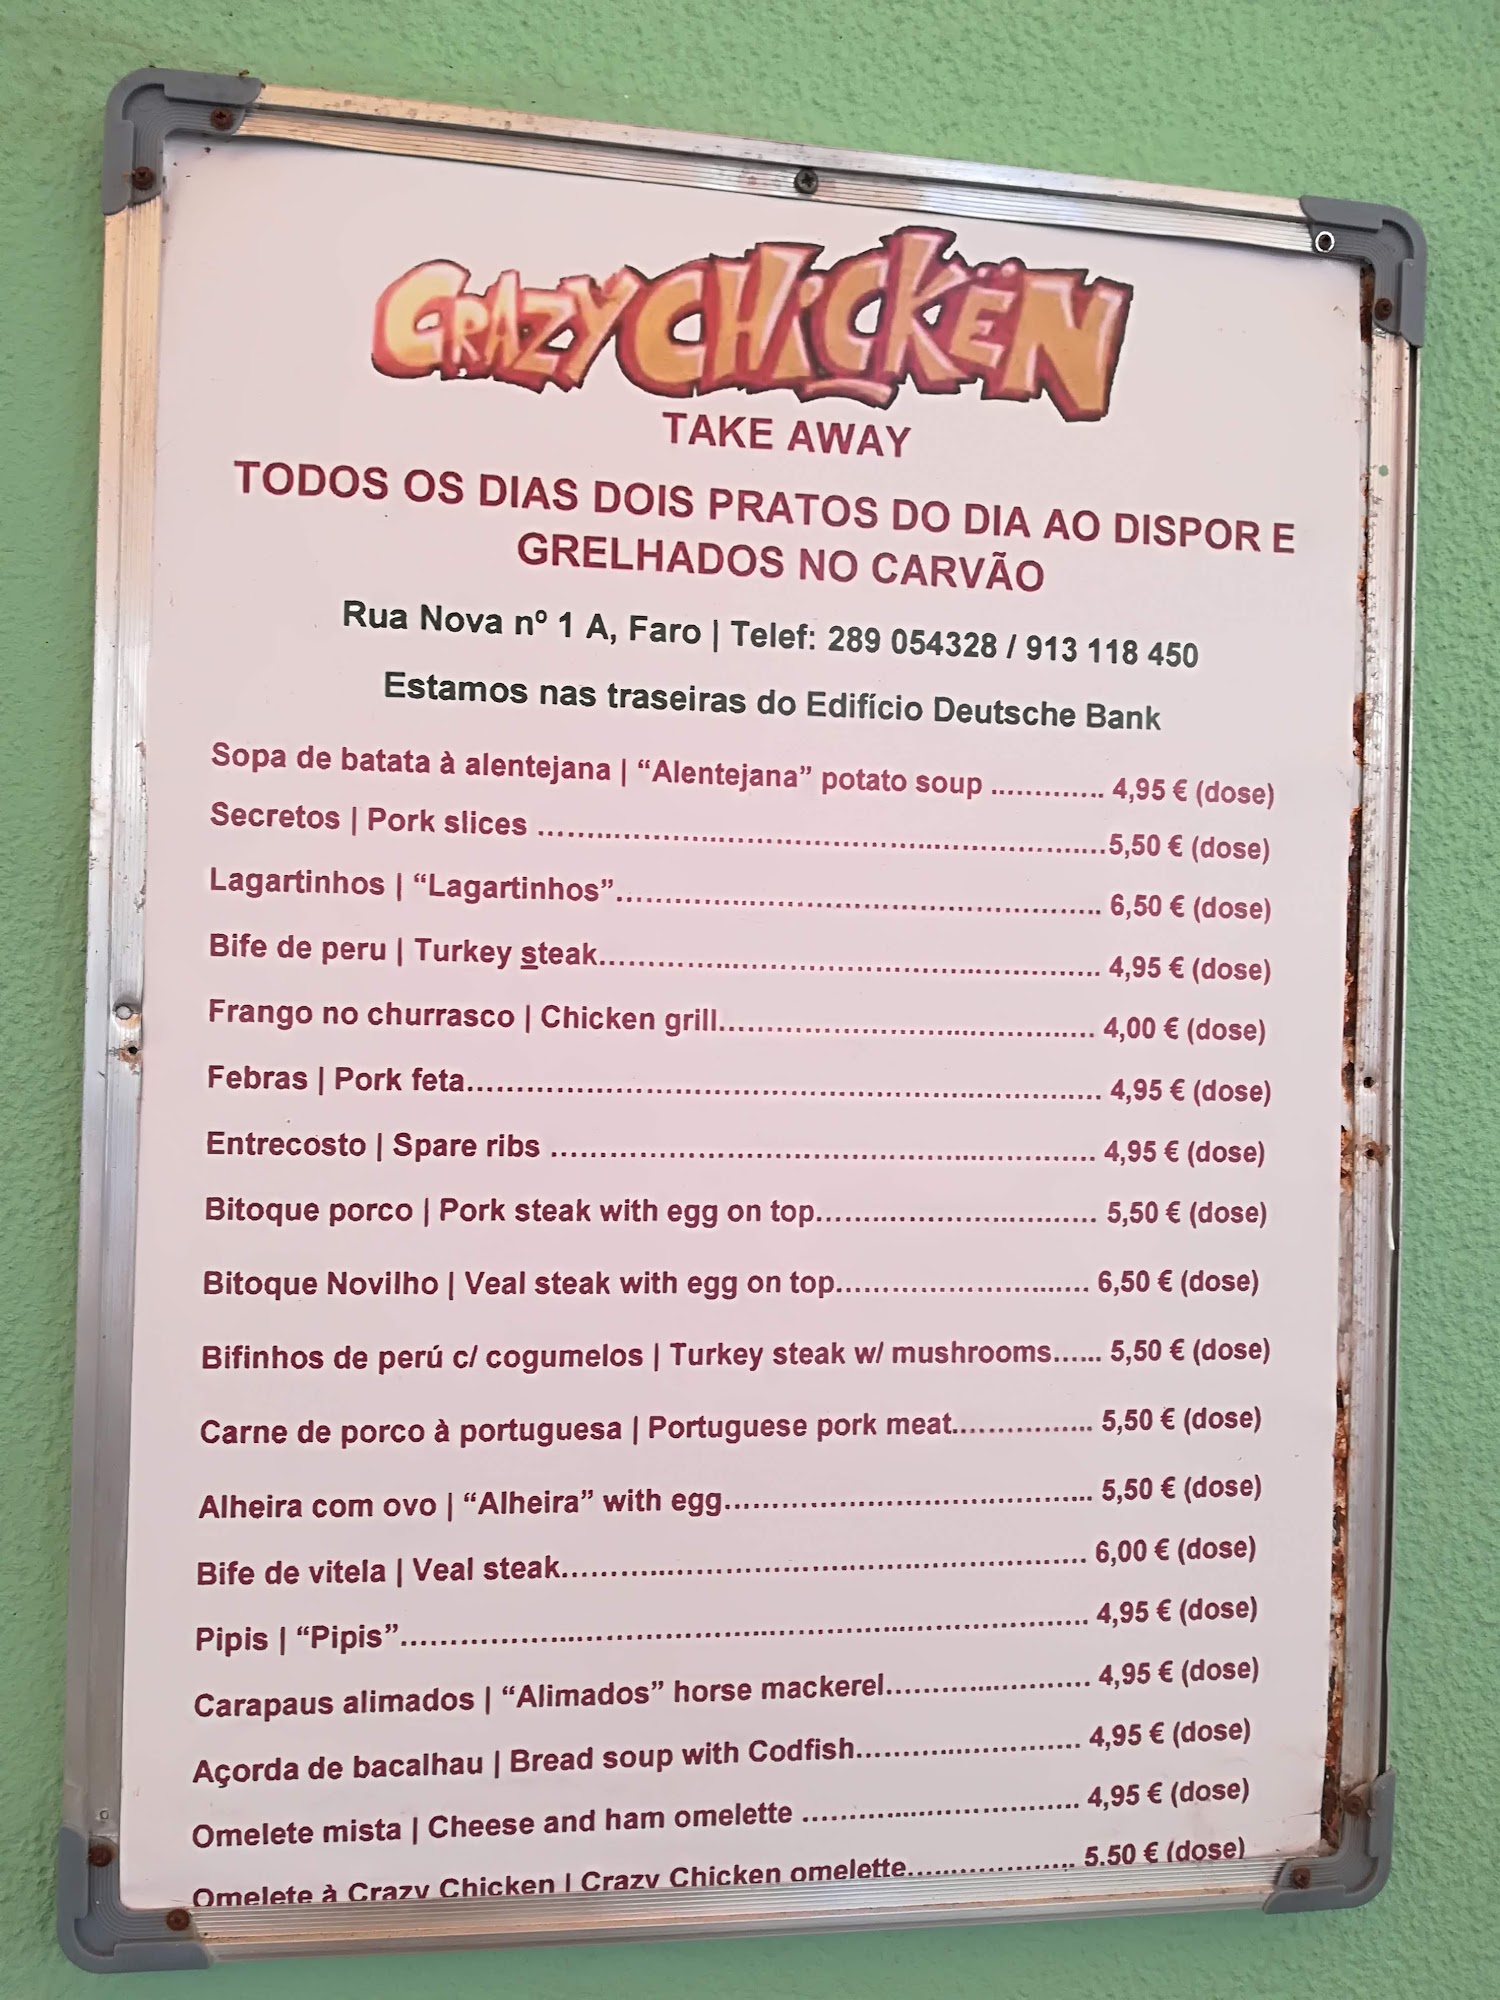 CRAZY CHiCKËN
TAKE AWAY
TODOS OS DIAS DOIS PRATOS DO DIA AO DISPOR E
GRELHADOS NO CARVÃO
Rua Nova nº 1 A, Faro | Telef: 289 054328 / 913 118 450
Estamos nas traseiras do Edifício Deutsche Bank
Sopa de batata à alentejana | “Alentejana” potato soup ............. 4,95 € (dose)
Secretos | Pork slices ..............................................................5,50 € (dose)
Lagartinhos | “Lagartinhos”..................................................... 6,50 € (dose)
Bife de peru | Turkey steak...................................................... 4,95 € (dose)
Frango no churrasco | Chicken grill......................................... 4,00 € (dose)
Febras | Pork feta..................................................................... 4,95 € (dose)
Entrecosto | Spare ribs ........................................................... 4,95 € (dose)
Bitoque porco | Pork steak with egg on top.............................. 5,50 € (dose)
Bitoque Novilho | Veal steak with egg on top........................... 6,50 € (dose)
Bifinhos de perú c/ cogumelos | Turkey steak w/ mushrooms...... 5,50 € (dose)
Carne de porco à portuguesa | Portuguese pork meat............... 5,50 € (dose)
Alheira com ovo | “Alheira” with egg........................................ 5,50 € (dose)
Bife de vitela | Veal steak......................................................... 6,00 € (dose)
Pipis | “Pipis”........................................................................... 4,95 € (dose)
Carapaus alimados | “Alimados” horse mackerel...................... 4,95 € (dose)
Açorda de bacalhau | Bread soup with Codfish........................ 4,95 € (dose)
Omelete mista | Cheese and ham omelette .............................. 4,95 € (dose)
Omelete à Crazy Chicken | Crazy Chicken omelette.................. 5,50 € (dose)